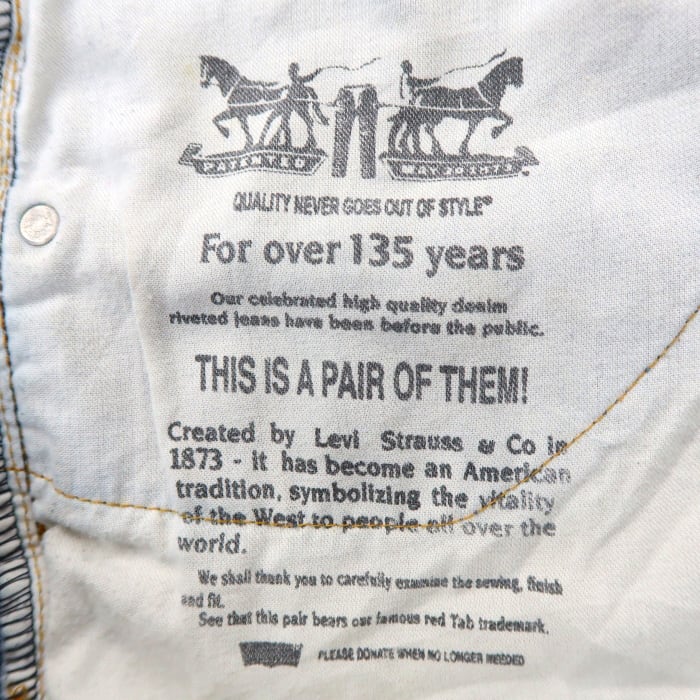 PATENTED MAY 20 1873
QUALITY NEVER GOES OUT OF STYLE®
For over 135 years
Our celebrated high quality denim
riveted jeans have been before the public.
THIS IS A PAIR OF THEM!
Created by Levi Strauss & Co in
1873 - it has become an American
tradition, symbolizing the vitality
of the West to people all over the
world.
We shall thank you to carefully examine the sewing, finish
and fit.
See that this pair bears our famous red Tab trademark.
PLEASE DONATE WHEN NO LONGER NEEDED